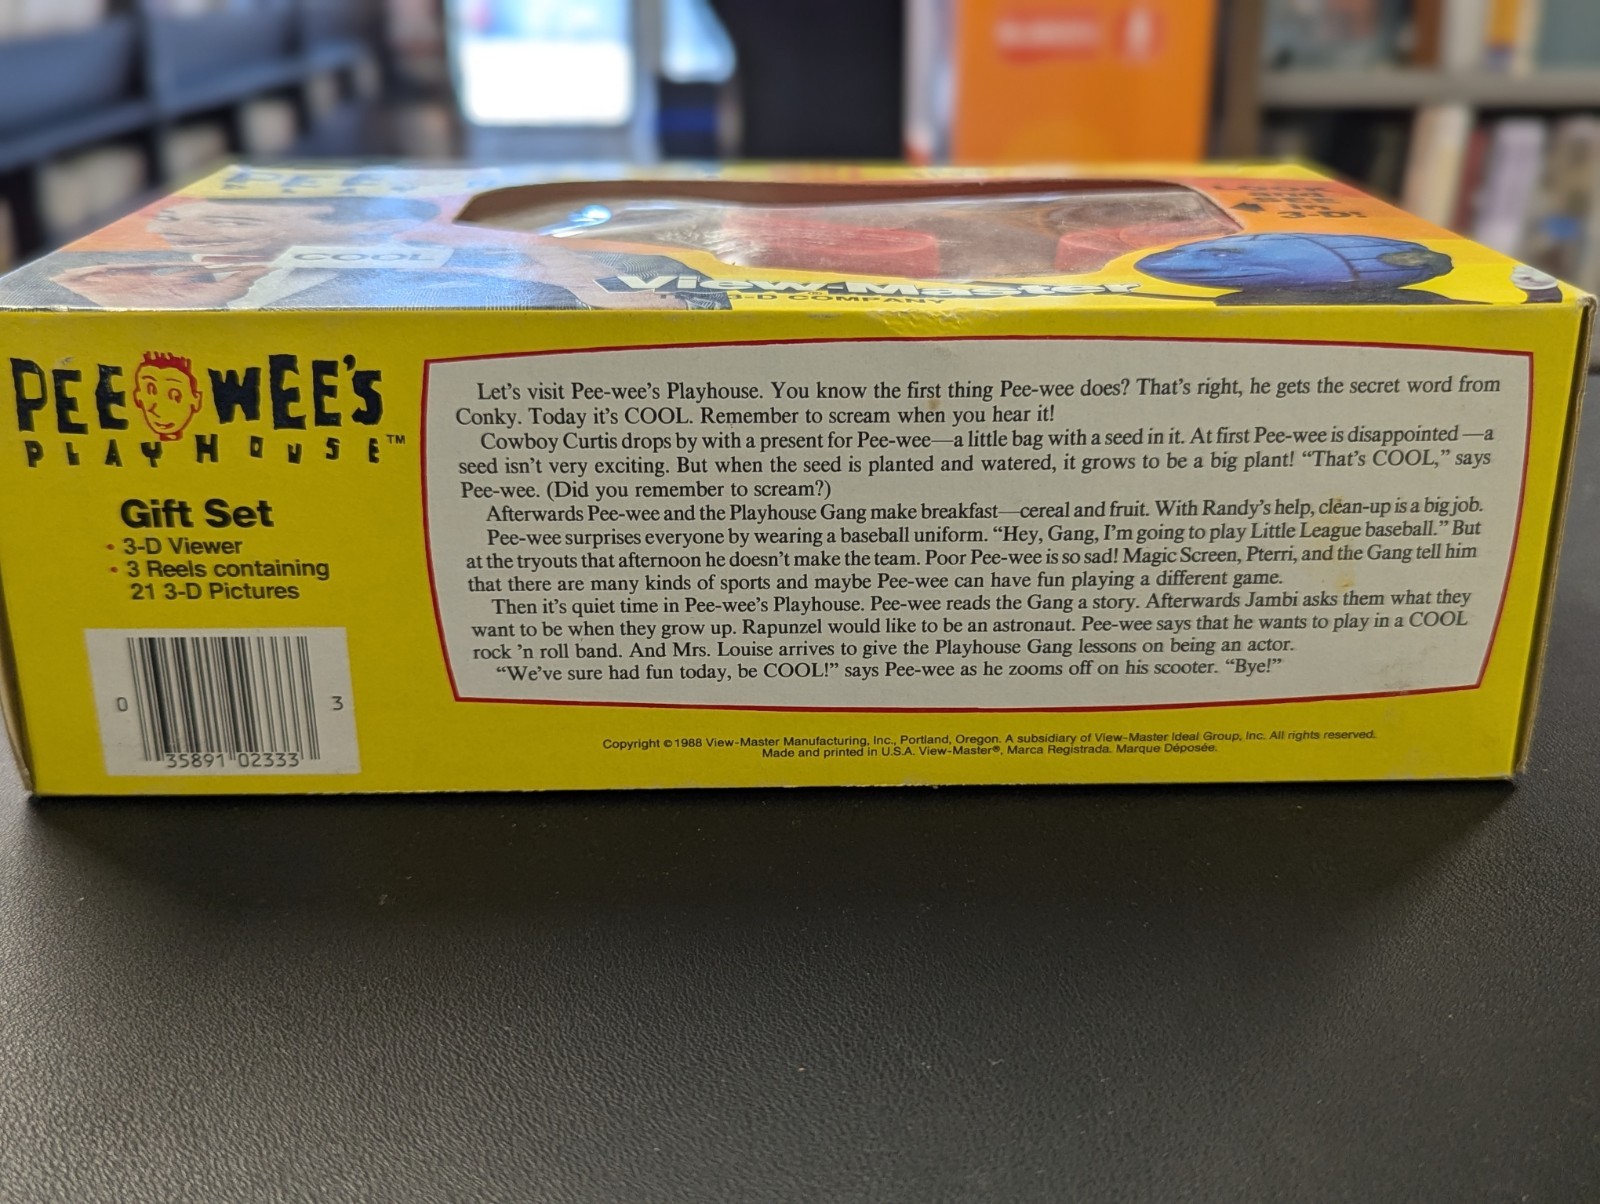 COOL
LOOK
3-D!
View-Master
3-D COMPANY
PEE WEE'S
PLAYHOUSE™
Gift Set
• 3-D Viewer
• 3 Reels containing
21 3-D Pictures
0 35891 02333 3
Let's visit Pee-wee's Playhouse. You know the first thing Pee-wee does? That's right, he gets the secret word from
Conky. Today it's COOL. Remember to scream when you hear it!
Cowboy Curtis drops by with a present for Pee-wee—a little bag with a seed in it. At first Pee-wee is disappointed—a
seed isn't very exciting. But when the seed is planted and watered, it grows to be a big plant! "That's COOL," says
Pee-wee. (Did you remember to scream?)
Afterwards Pee-wee and the Playhouse Gang make breakfast—cereal and fruit. With Randy's help, clean-up is a big job.
Pee-wee surprises everyone by wearing a baseball uniform. "Hey, Gang, I'm going to play Little League baseball." But
at the tryouts that afternoon he doesn't make the team. Poor Pee-wee is so sad! Magic Screen, Pterri, and the Gang tell him
that there are many kinds of sports and maybe Pee-wee can have fun playing a different game.
Then it's quiet time in Pee-wee's Playhouse. Pee-wee reads the Gang a story. Afterwards Jambi asks them what they
want to be when they grow up. Rapunzel would like to be an astronaut. Pee-wee says that he wants to play in a COOL
rock 'n roll band. And Mrs. Louise arrives to give the Playhouse Gang lessons on being an actor.
"We've sure had fun today, be COOL!" says Pee-wee as he zooms off on his scooter. "Bye!"
Copyright © 1988 View-Master Manufacturing, Inc., Portland, Oregon. A subsidiary of View-Master Ideal Group, Inc. All rights reserved.
Made and printed in U.S.A. View-Master®, Marca Registrada. Marque Déposée.